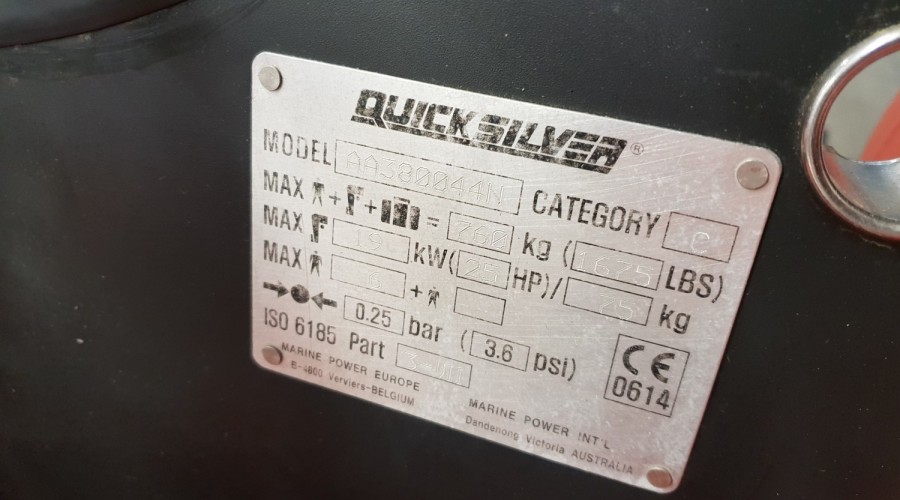 QUICKSILVER®
MODEL AA380044N CATEGORY C
MAX + + = 760 kg (1675 LBS)
MAX kW(25 HP)/ 75 kg
MAX +
0.25 bar (3.6 psi)
ISO 6185 Part CE 0614
MARINE POWER EUROPE
B-4800 Verviers-BELGIUM
MARINE POWER INT'L
Dandenong Victoria AUSTRALIA